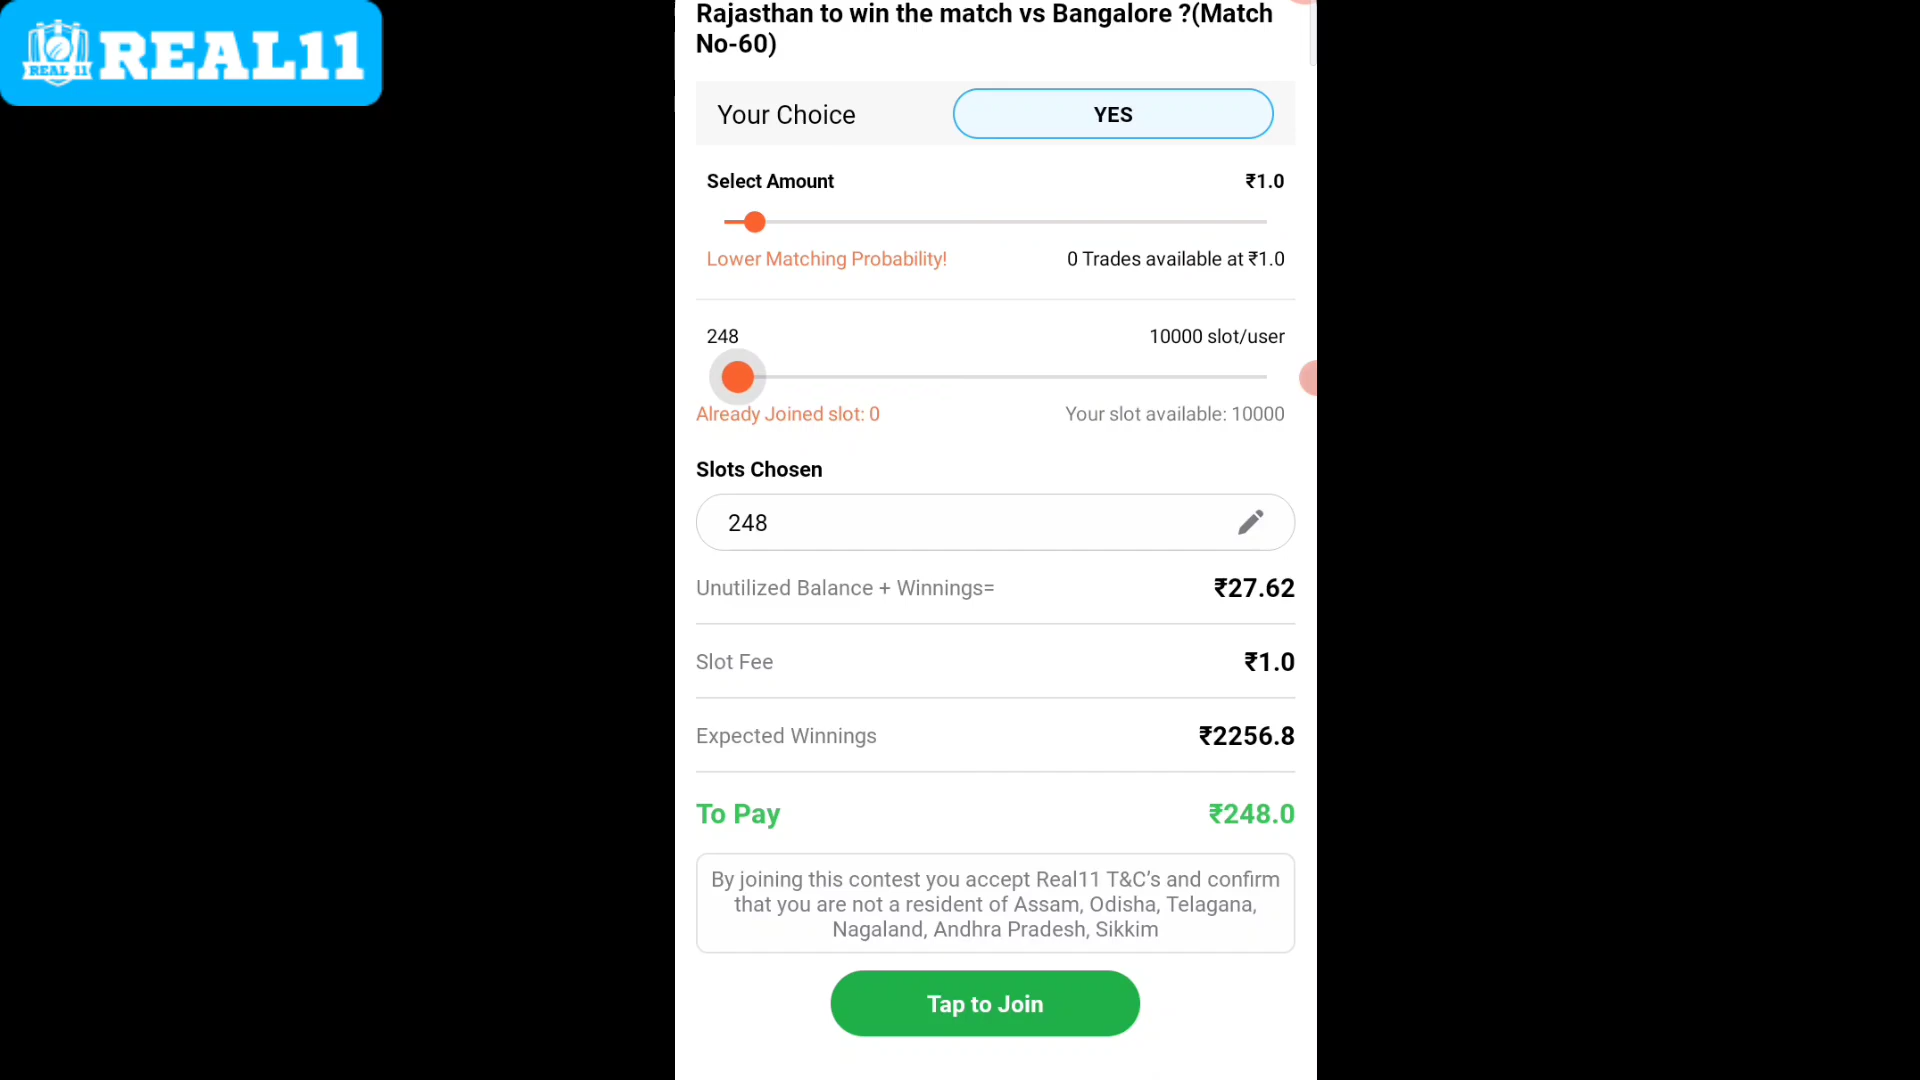 REAL 11
REAL11
Rajasthan to win the match vs Bangalore ?(Match
No-60)
Your Choice
YES
Select Amount
₹1.0
Lower Matching Probability!
0 Trades available at ₹1.0
248
10000 slot/user
Already Joined slot: 0
Your slot available: 10000
Slots Chosen
248
Unutilized Balance + Winnings=
₹27.62
Slot Fee
₹1.0
Expected Winnings
₹2256.8
To Pay
₹248.0
By joining this contest you accept Real11 T&C’s and confirm
that you are not a resident of Assam, Odisha, Telagana,
Nagaland, Andhra Pradesh, Sikkim
Tap to Join